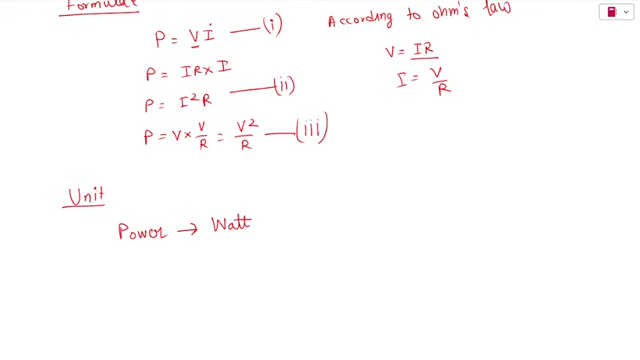 Formulae
P = VI —(i)
P = IR × I
P = I²R —(ii)
P = V × V/R = V²/R —(iii)
According to ohm's law
V = IR
I = V/R
Unit
Power → Watt